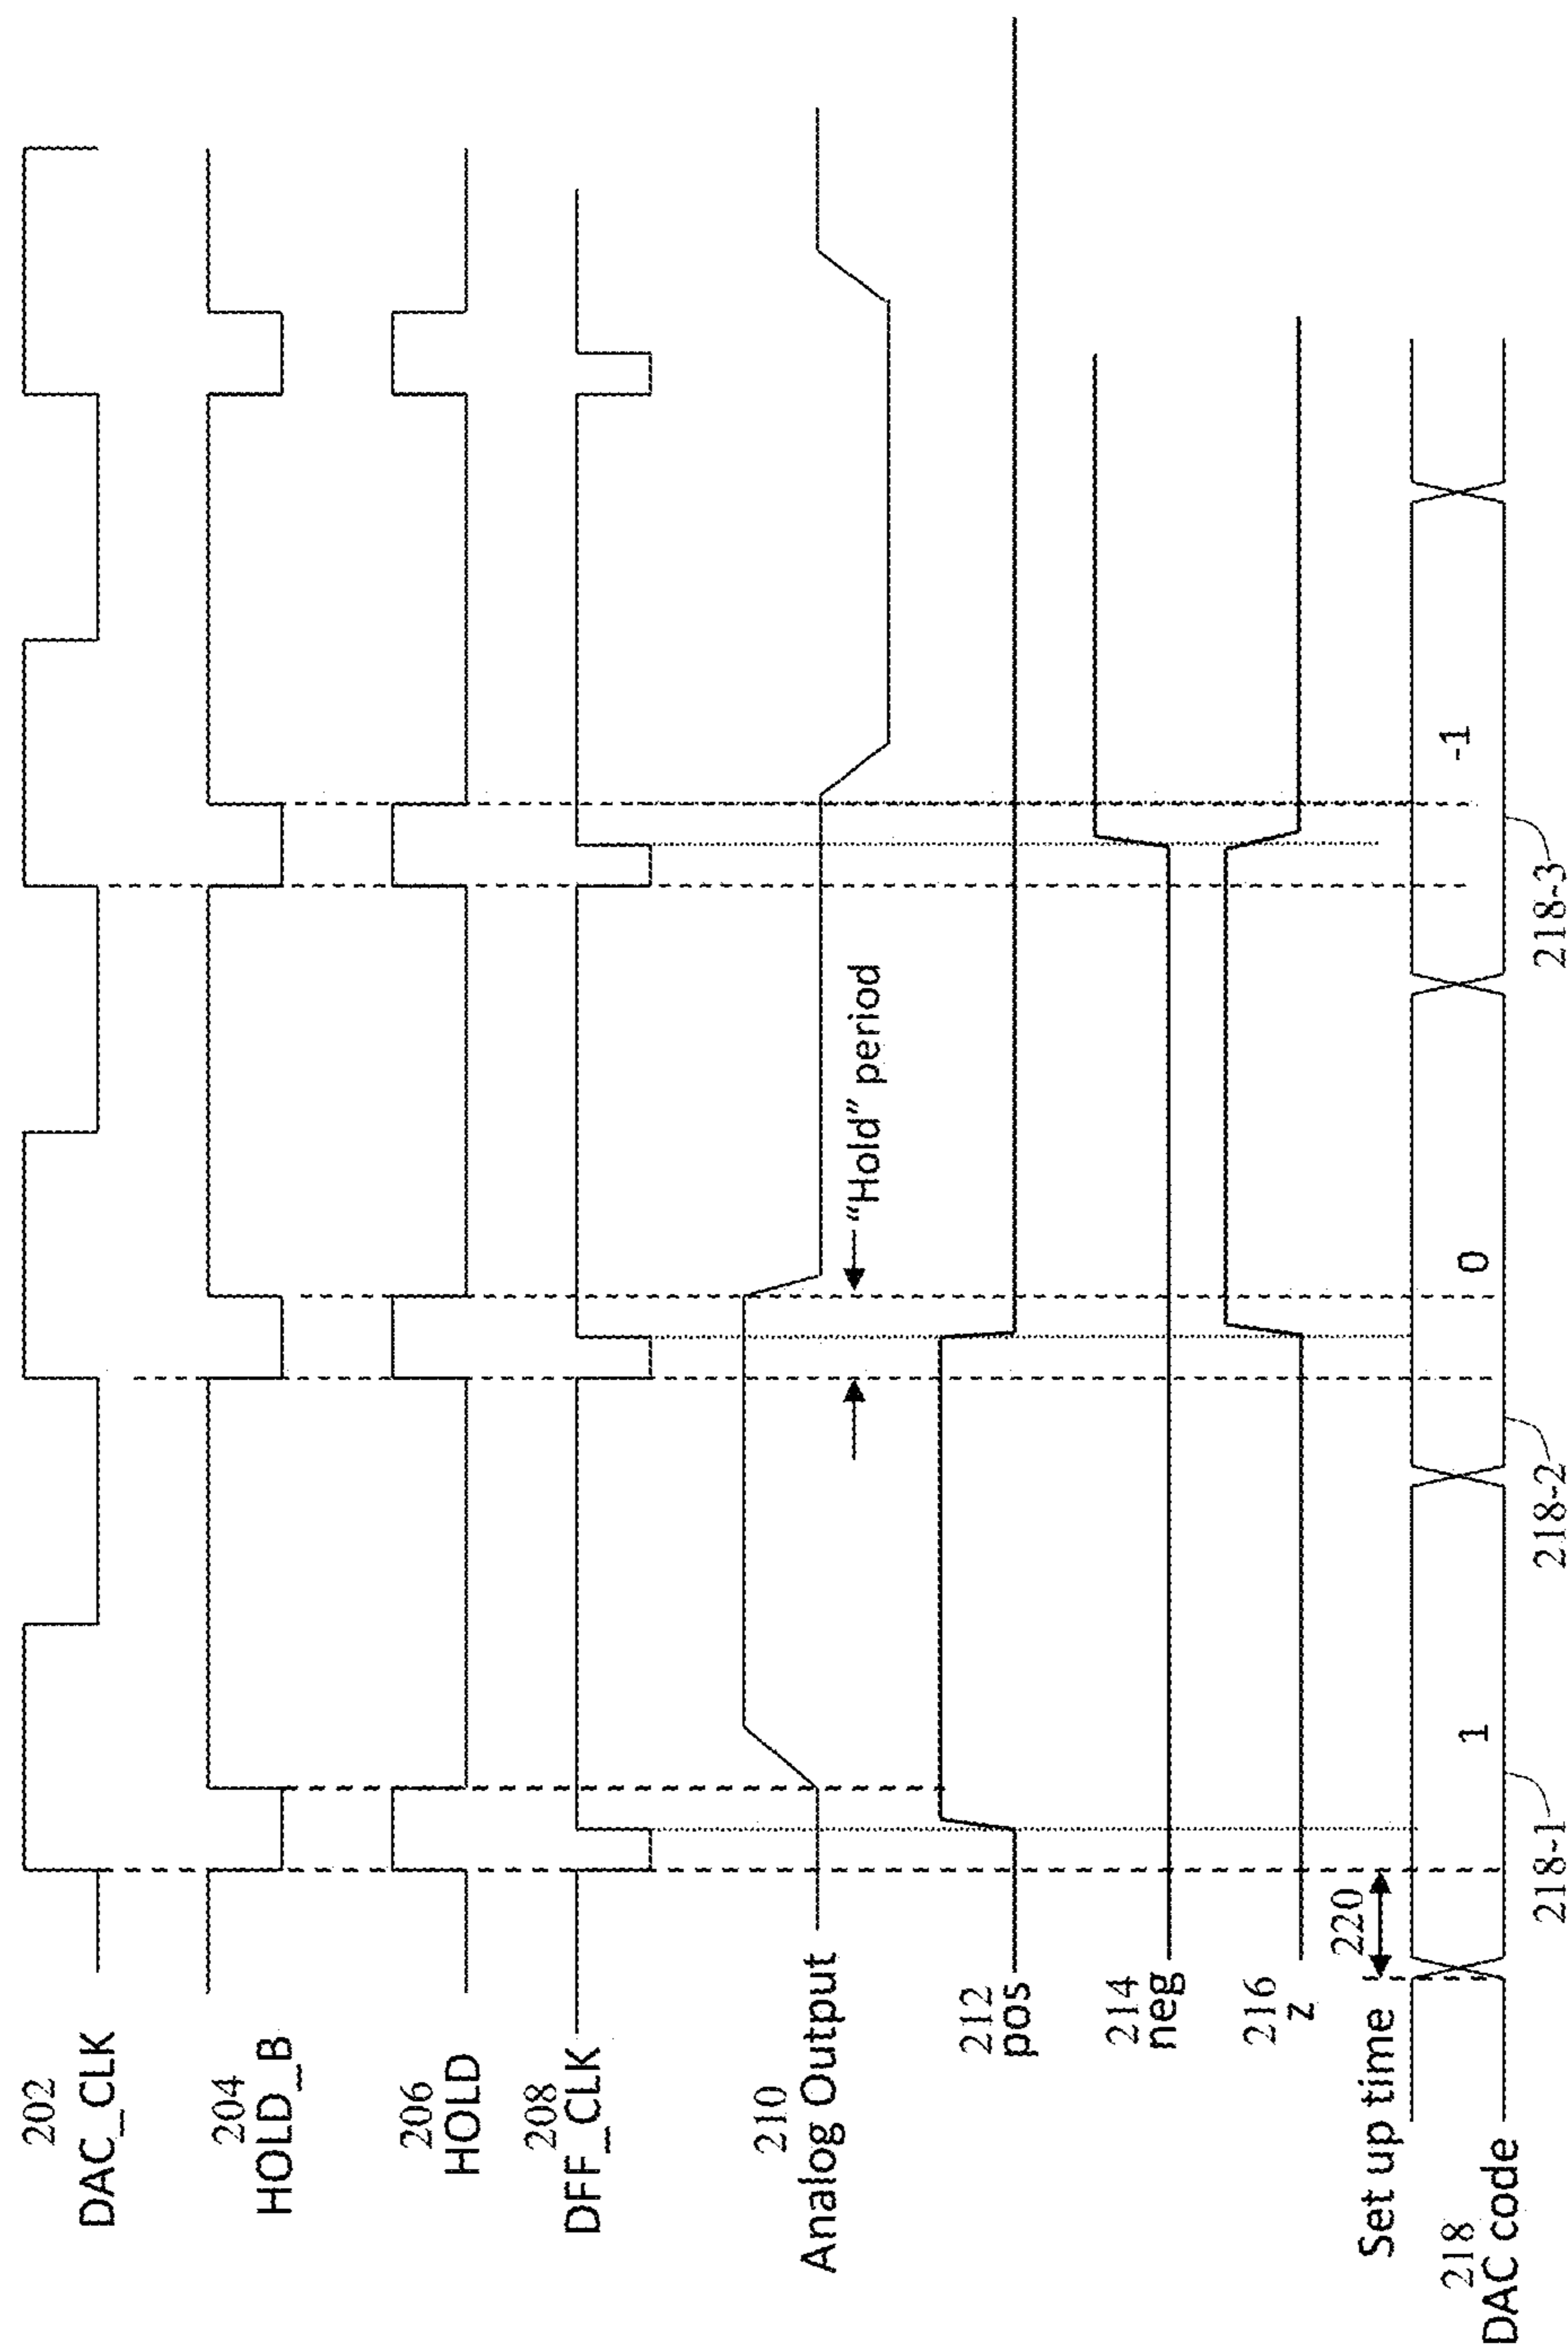 202
DAC_CLK
204
HOLD_B
206
HOLD
208
DFF_CLK
210
Analog Output
"Hold" period
212
pos
214
neg
216
z
Set up time
220
218
DAC code
1
0
-1
218-1
218-2
218-3